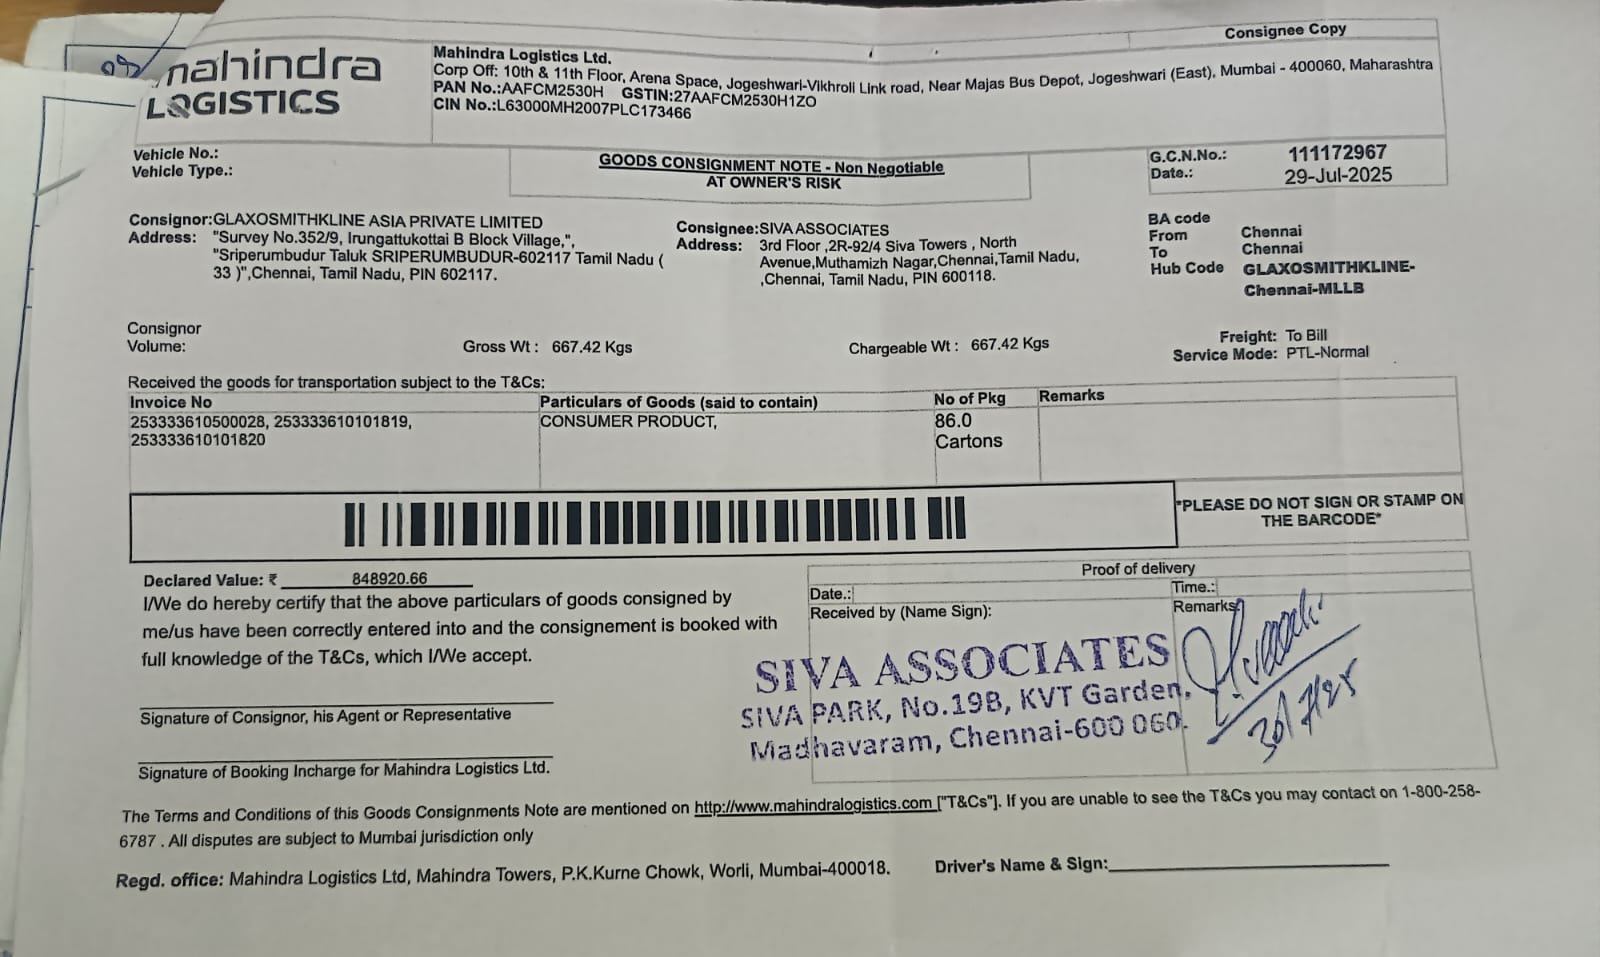 Consignee Copy
mahindra
LOGISTICS
Mahindra Logistics Ltd.
Corp Off: 10th & 11th Floor, Arena Space, Jogeshwari-Vikhroli Link road, Near Majas Bus Depot, Jogeshwari (East), Mumbai - 400060, Maharashtra
PAN No.:AAFCM2530H GSTIN:27AAFCM2530H1ZO
CIN No.:L63000MH2007PLC173466
Vehicle No.:
Vehicle Type.:
GOODS CONSIGNMENT NOTE - Non Negotiable
AT OWNER'S RISK
G.C.N.No.: 111172967
Date.: 29-Jul-2025
Consignor:GLAXOSMITHKLINE ASIA PRIVATE LIMITED
Address: "Survey No.352/9, Irungattukottai B Block Village,",
"Sriperumbudur Taluk SRIPERUMBUDUR-602117 Tamil Nadu (
33 )",Chennai, Tamil Nadu, PIN 602117.
Consignee:SIVA ASSOCIATES
Address: 3rd Floor ,2R-92/4 Siva Towers , North
Avenue,Muthamizh Nagar,Chennai,Tamil Nadu,
,Chennai, Tamil Nadu, PIN 600118.
BA code
From Chennai
To Chennai
Hub Code GLAXOSMITHKLINE-
Chennai-MLLB
Consignor
Volume:
Gross Wt : 667.42 Kgs
Chargeable Wt : 667.42 Kgs
Freight: To Bill
Service Mode: PTL-Normal
Received the goods for transportation subject to the T&Cs:
Invoice No Particulars of Goods (said to contain) No of Pkg Remarks
253333610500028, 253333610101819, CONSUMER PRODUCT, 86.0
253333610101820 Cartons
*PLEASE DO NOT SIGN OR STAMP ON
THE BARCODE*
Declared Value: ₹ 848920.66
I/We do hereby certify that the above particulars of goods consigned by
me/us have been correctly entered into and the consignement is booked with
full knowledge of the T&Cs, which I/We accept.
Signature of Consignor, his Agent or Representative
Signature of Booking Incharge for Mahindra Logistics Ltd.
Proof of delivery
Date.: Time.:
Received by (Name Sign): Remarks:
SIVA ASSOCIATES
SIVA PARK, No.19B, KVT Garden,
Madhavaram, Chennai-600 060.
30/7/25
The Terms and Conditions of this Goods Consignments Note are mentioned on http://www.mahindralogistics.com ["T&Cs"]. If you are unable to see the T&Cs you may contact on 1-800-258-
6787 . All disputes are subject to Mumbai jurisdiction only
Regd. office: Mahindra Logistics Ltd, Mahindra Towers, P.K.Kurne Chowk, Worli, Mumbai-400018.
Driver's Name & Sign: